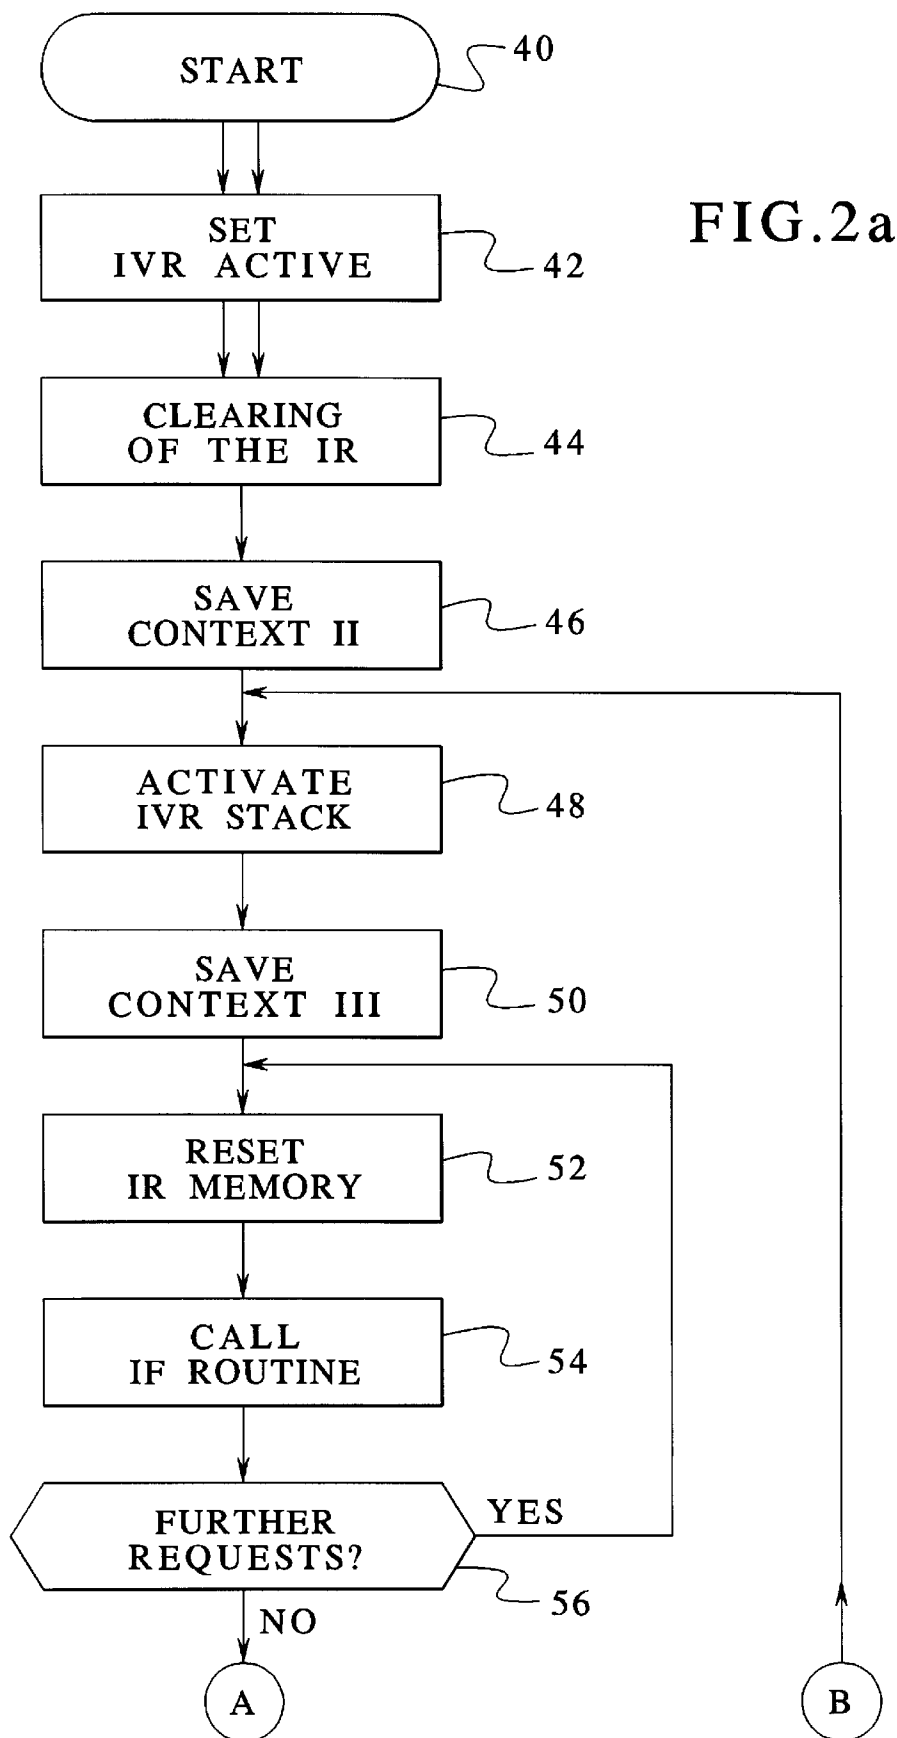 START
40
FIG.2a
SET
IVR ACTIVE
42
CLEARING
OF THE IR
44
SAVE
CONTEXT II
46
ACTIVATE
IVR STACK
48
SAVE
CONTEXT III
50
RESET
IR MEMORY
52
CALL
IF ROUTINE
54
FURTHER
REQUESTS?
YES
56
NO
A
B